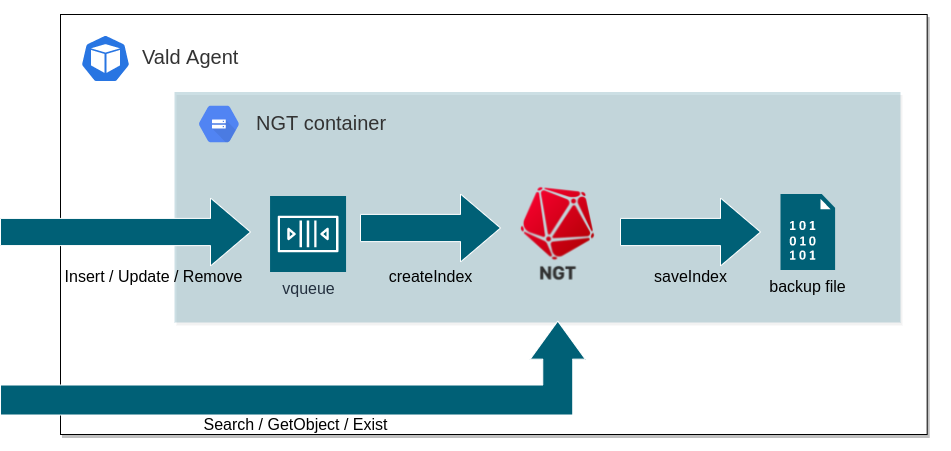 Vald Agent
NGT container
Insert / Update / Remove
vqueue
createIndex
NGT
saveIndex
101
010
101
backup file
Search / GetObject / Exist